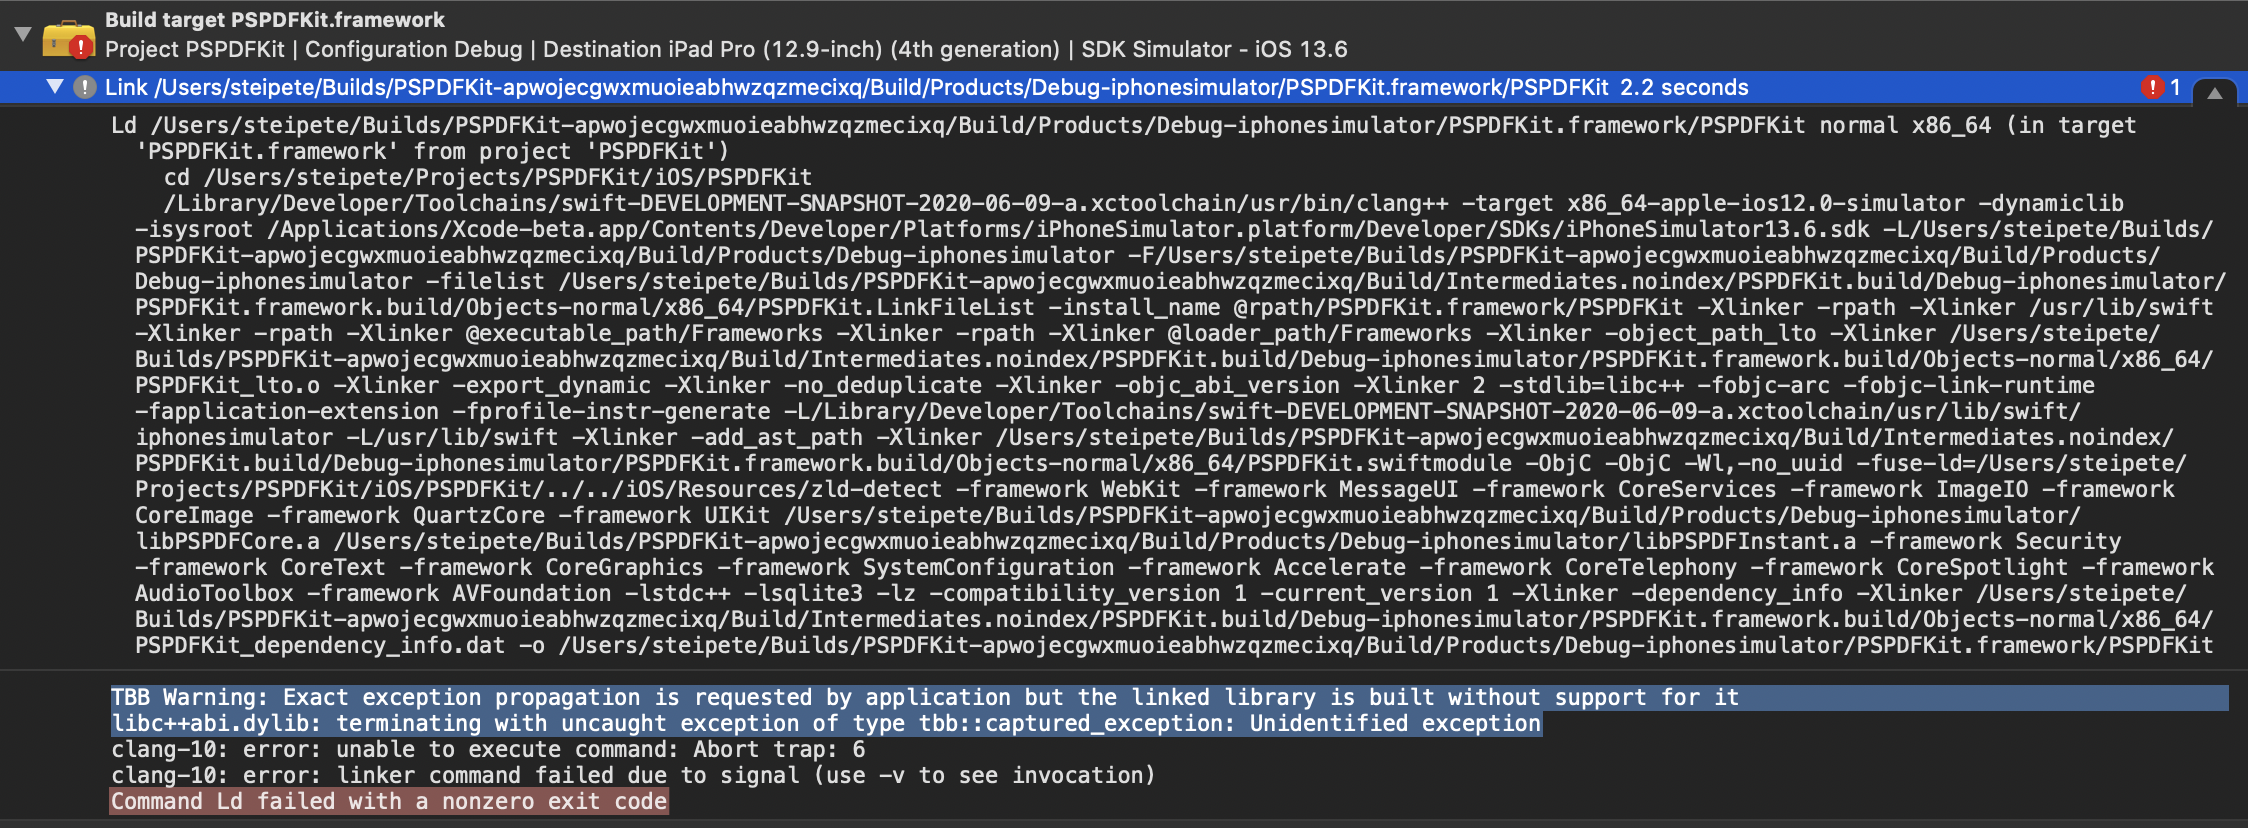 Build target PSPDFKit.framework
Project PSPDFKit | Configuration Debug | Destination iPad Pro (12.9-inch) (4th generation) | SDK Simulator - iOS 13.6
Link /Users/steipete/Builds/PSPDFKit-apwojecgwxmuoieabhwzqzmecixq/Build/Products/Debug-iphonesimulator/PSPDFKit.framework/PSPDFKit 2.2 seconds 1
Ld /Users/steipete/Builds/PSPDFKit-apwojecgwxmuoieabhwzqzmecixq/Build/Products/Debug-iphonesimulator/PSPDFKit.framework/PSPDFKit normal x86_64 (in target
'PSPDFKit.framework' from project 'PSPDFKit')
cd /Users/steipete/Projects/PSPDFKit/iOS/PSPDFKit
/Library/Developer/Toolchains/swift-DEVELOPMENT-SNAPSHOT-2020-06-09-a.xctoolchain/usr/bin/clang++ -target x86_64-apple-ios12.0-simulator -dynamiclib
-isysroot /Applications/Xcode-beta.app/Contents/Developer/Platforms/iPhoneSimulator.platform/Developer/SDKs/iPhoneSimulator13.6.sdk -L/Users/steipete/Builds/
PSPDFKit-apwojecgwxmuoieabhwzqzmecixq/Build/Products/Debug-iphonesimulator -F/Users/steipete/Builds/PSPDFKit-apwojecgwxmuoieabhwzqzmecixq/Build/Products/
Debug-iphonesimulator -filelist /Users/steipete/Builds/PSPDFKit-apwojecgwxmuoieabhwzqzmecixq/Build/Intermediates.noindex/PSPDFKit.build/Debug-iphonesimulator/
PSPDFKit.framework.build/Objects-normal/x86_64/PSPDFKit.LinkFileList -install_name @rpath/PSPDFKit.framework/PSPDFKit -Xlinker -rpath -Xlinker /usr/lib/swift
-Xlinker -rpath -Xlinker @executable_path/Frameworks -Xlinker -rpath -Xlinker @loader_path/Frameworks -Xlinker -object_path_lto -Xlinker /Users/steipete/
Builds/PSPDFKit-apwojecgwxmuoieabhwzqzmecixq/Build/Intermediates.noindex/PSPDFKit.build/Debug-iphonesimulator/PSPDFKit.framework.build/Objects-normal/x86_64/
PSPDFKit_lto.o -Xlinker -export_dynamic -Xlinker -no_deduplicate -Xlinker -objc_abi_version -Xlinker 2 -stdlib=libc++ -fobjc-arc -fobjc-link-runtime
-fapplication-extension -fprofile-instr-generate -L/Library/Developer/Toolchains/swift-DEVELOPMENT-SNAPSHOT-2020-06-09-a.xctoolchain/usr/lib/swift/
iphonesimulator -L/usr/lib/swift -Xlinker -add_ast_path -Xlinker /Users/steipete/Builds/PSPDFKit-apwojecgwxmuoieabhwzqzmecixq/Build/Intermediates.noindex/
PSPDFKit.build/Debug-iphonesimulator/PSPDFKit.framework.build/Objects-normal/x86_64/PSPDFKit.swiftmodule -ObjC -ObjC -Wl,-no_uuid -fuse-ld=/Users/steipete/
Projects/PSPDFKit/iOS/PSPDFKit/../../iOS/Resources/zld-detect -framework WebKit -framework MessageUI -framework CoreServices -framework ImageIO -framework
CoreImage -framework QuartzCore -framework UIKit /Users/steipete/Builds/PSPDFKit-apwojecgwxmuoieabhwzqzmecixq/Build/Products/Debug-iphonesimulator/
libPSPDFCore.a /Users/steipete/Builds/PSPDFKit-apwojecgwxmuoieabhwzqzmecixq/Build/Products/Debug-iphonesimulator/libPSPDFInstant.a -framework Security
-framework CoreText -framework CoreGraphics -framework SystemConfiguration -framework Accelerate -framework CoreTelephony -framework CoreSpotlight -framework
AudioToolbox -framework AVFoundation -lstdc++ -lsqlite3 -lz -compatibility_version 1 -current_version 1 -Xlinker -dependency_info -Xlinker /Users/steipete/
Builds/PSPDFKit-apwojecgwxmuoieabhwzqzmecixq/Build/Intermediates.noindex/PSPDFKit.build/Debug-iphonesimulator/PSPDFKit.framework.build/Objects-normal/x86_64/
PSPDFKit_dependency_info.dat -o /Users/steipete/Builds/PSPDFKit-apwojecgwxmuoieabhwzqzmecixq/Build/Products/Debug-iphonesimulator/PSPDFKit.framework/PSPDFKit
TBB Warning: Exact exception propagation is requested by application but the linked library is built without support for it
libc++abi.dylib: terminating with uncaught exception of type tbb::captured_exception: Unidentified exception
clang-10: error: unable to execute command: Abort trap: 6
clang-10: error: linker command failed due to signal (use -v to see invocation)
Command Ld failed with a nonzero exit code